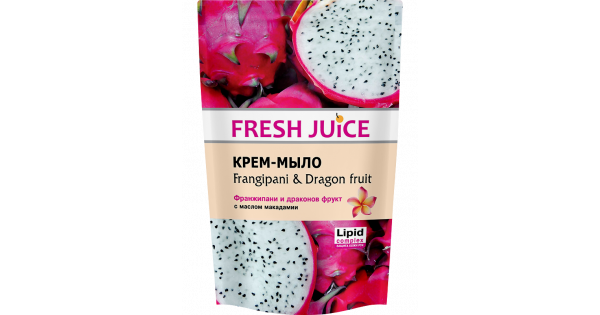 FRESH JUICE
КРЕМ-МЫЛО
Frangipani & Dragon fruit
Франжипани и драконов фрукт
с маслом макадамии
Lipid
complex